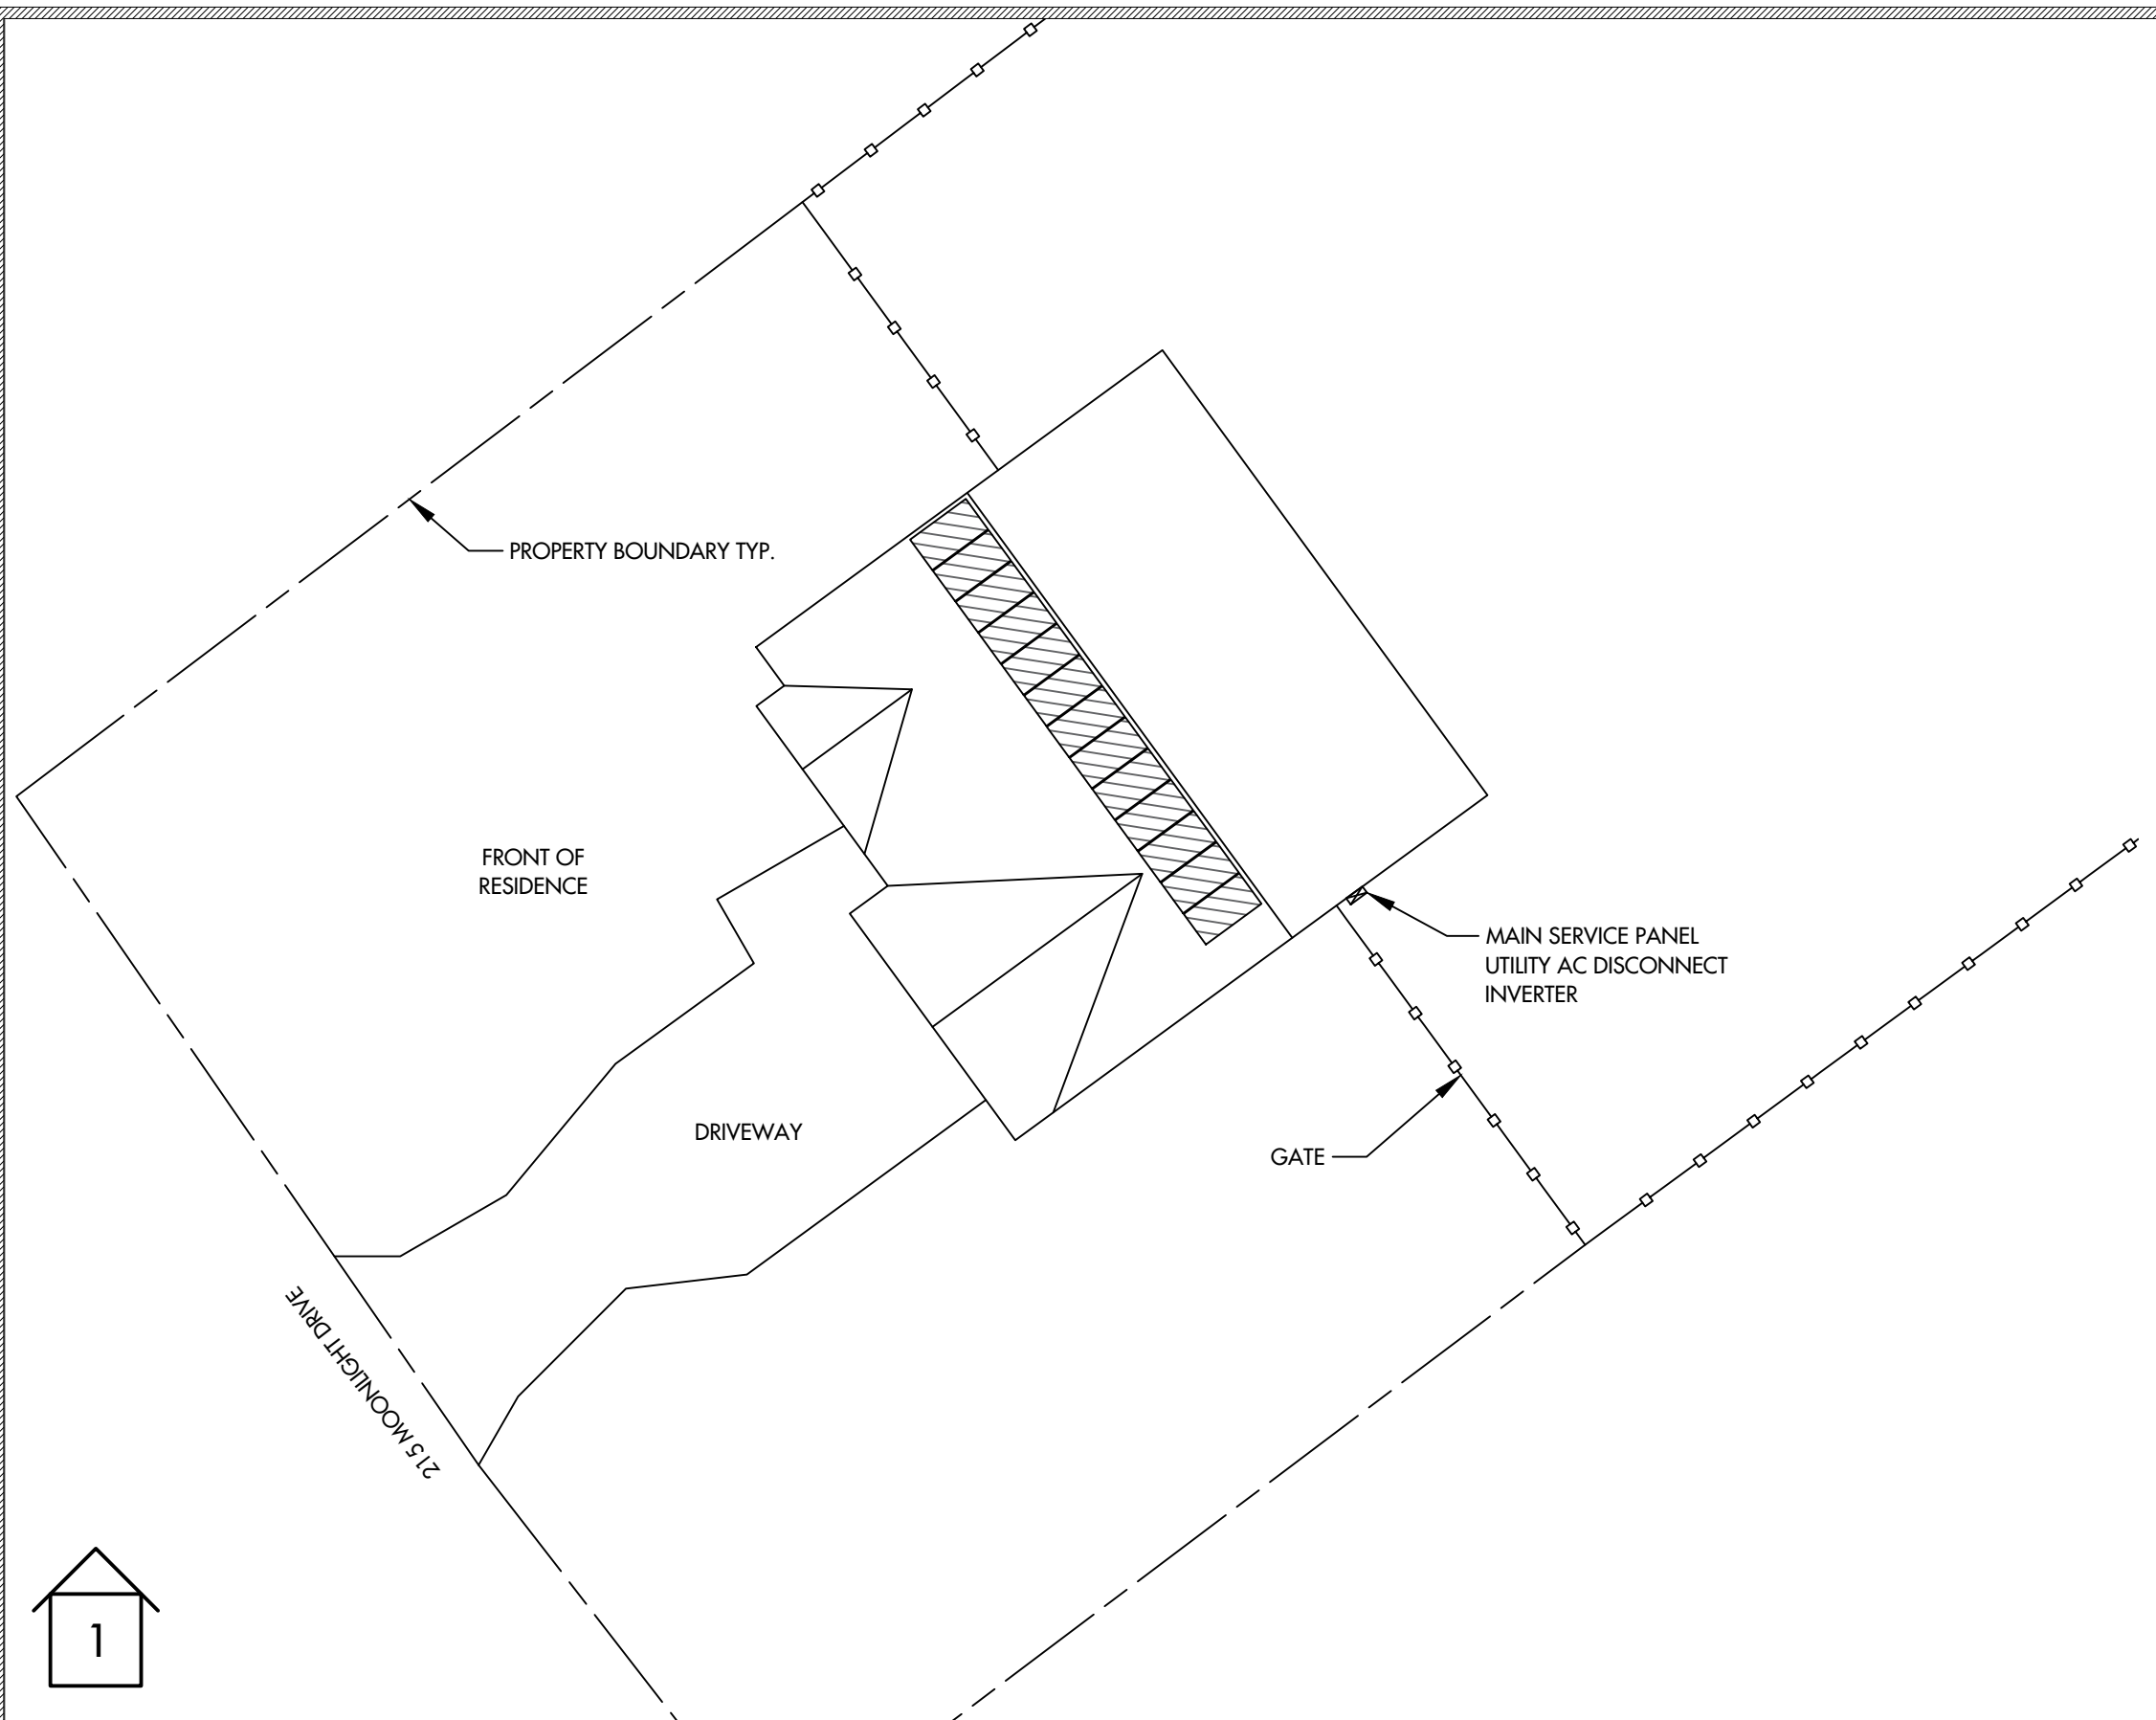 PROPERTY BOUNDARY TYP.
FRONT OF
RESIDENCE
MAIN SERVICE PANEL
UTILITY AC DISCONNECT
INVERTER
DRIVEWAY
GATE
215 MOONLIGHT DRIVE
1